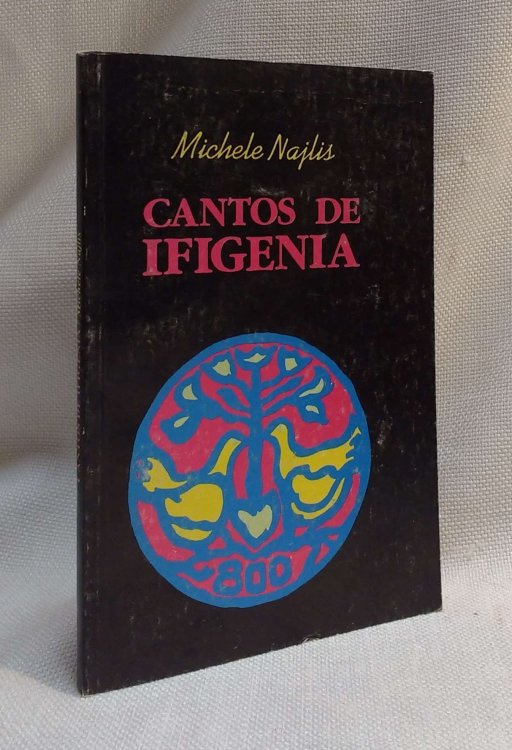 Michele Najlis
CANTOS DE
IFIGENIA
800